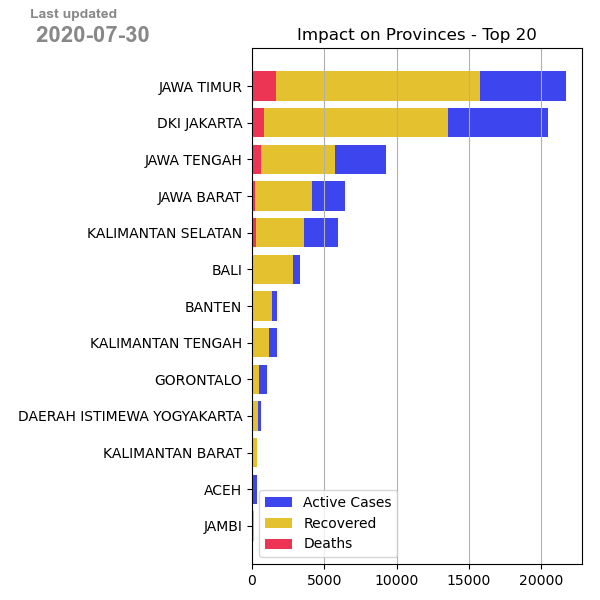 Last updated
2020-07-30
Impact on Provinces - Top 20
JAWA TIMUR
DKI JAKARTA
JAWA TENGAH
JAWA BARAT
KALIMANTAN SELATAN
BALI
BANTEN
KALIMANTAN TENGAH
GORONTALO
DAERAH ISTIMEWA YOGYAKARTA
KALIMANTAN BARAT
ACEH
JAMBI
Active Cases
Recovered
Deaths
0 5000 10000 15000 20000